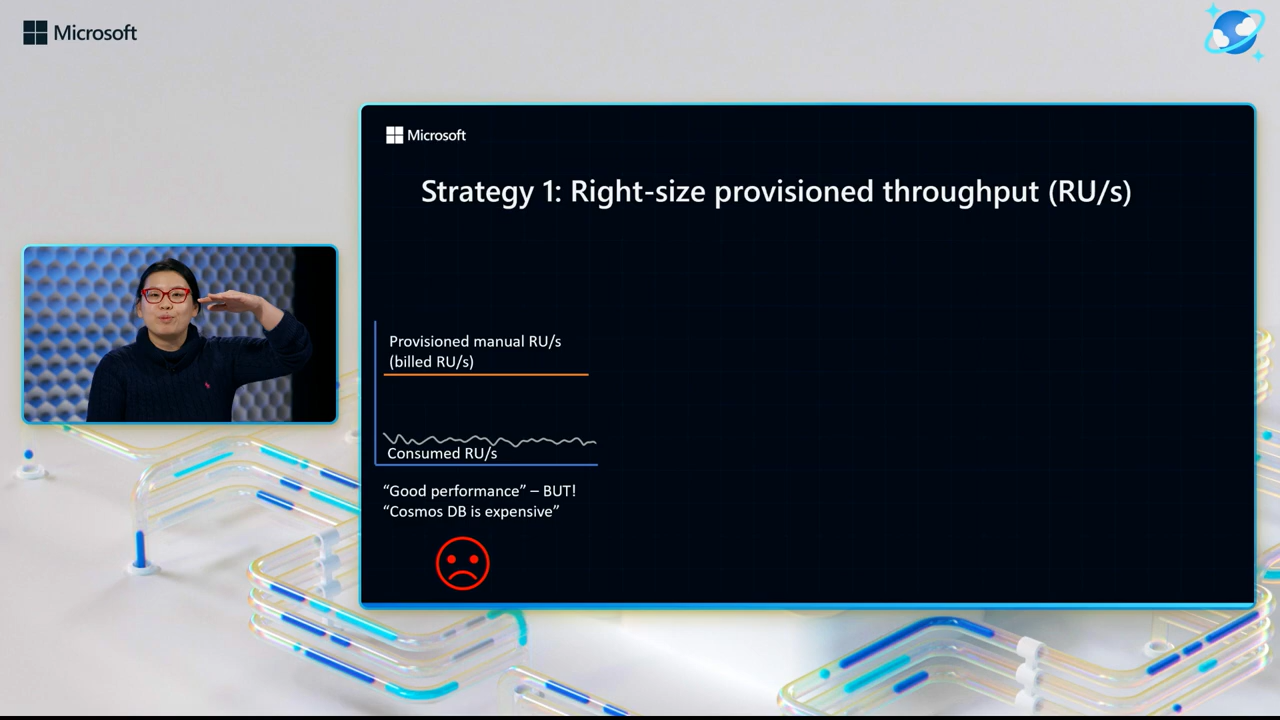 Microsoft
Microsoft
Strategy 1: Right-size provisioned throughput (RU/s)
Provisioned manual RU/s
(billed RU/s)
Consumed RU/s
“Good performance” – BUT!
“Cosmos DB is expensive”